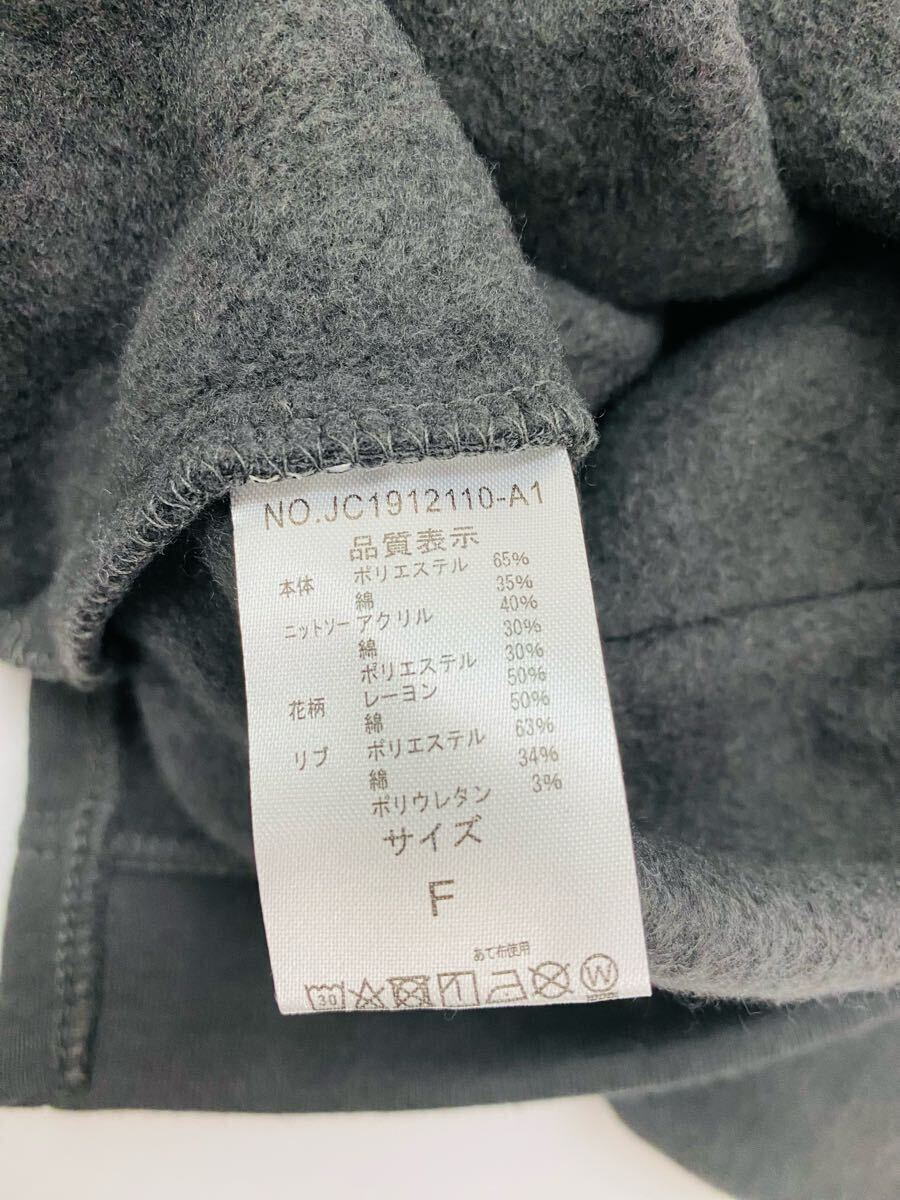 NO.JC1912110-A1
品質表示
本体 ポリエステル 65%
綿 35%
ニットソー アクリル 40%
綿 30%
ポリエステル 30%
花柄 レーヨン 50%
綿 50%
リブ ポリエステル 63%
綿 34%
ポリウレタン 3%
サイズ
F
あて布使用
30
W